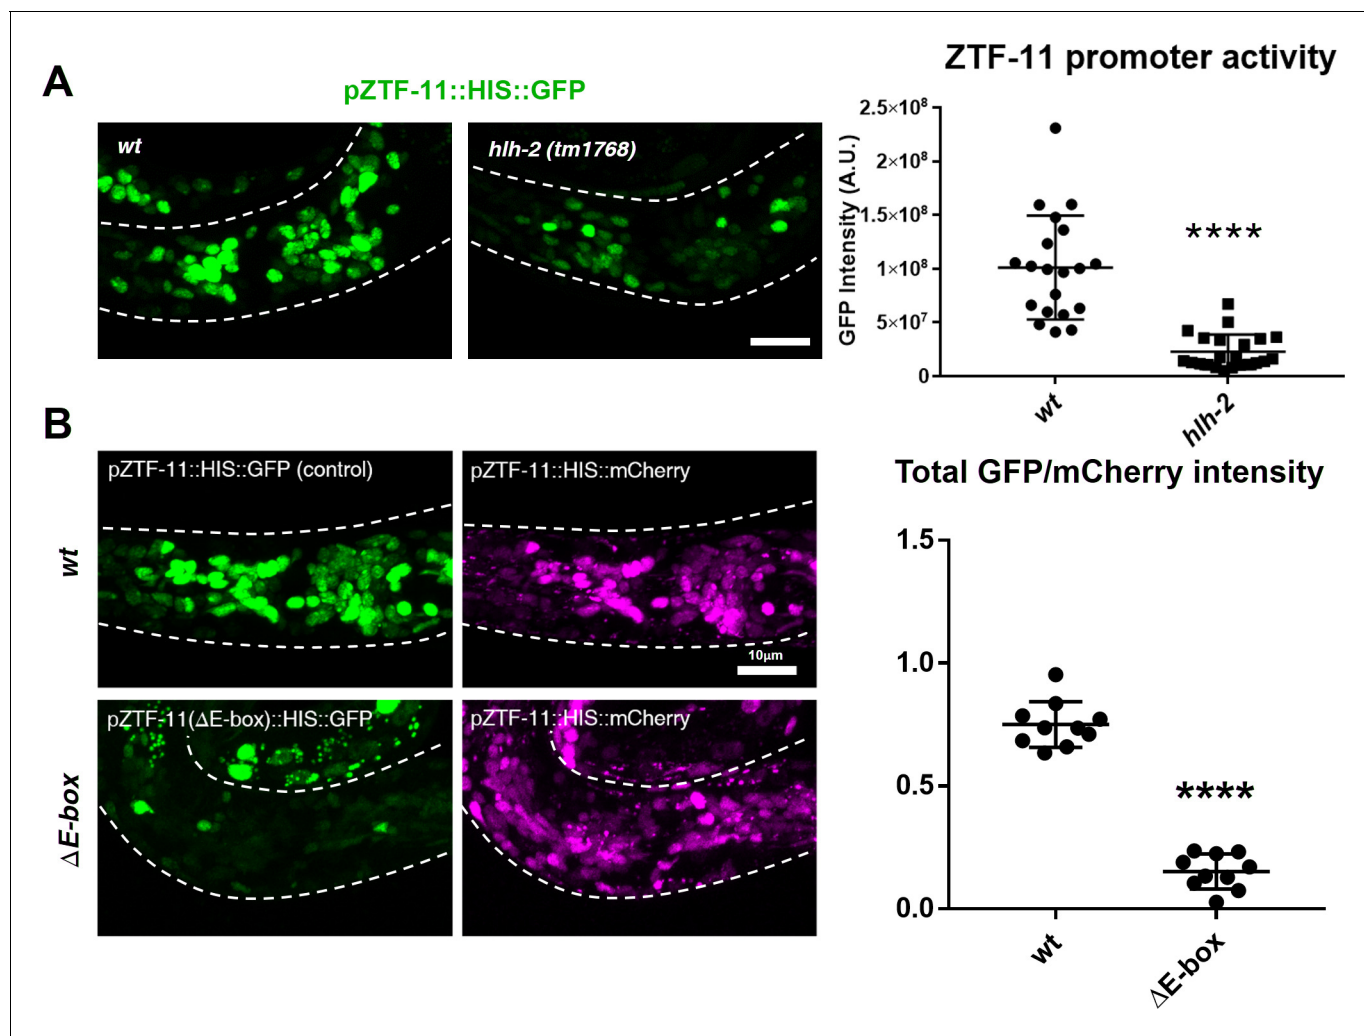 A
pZTF-11::HIS::GFP
wt
hlh-2 (tm1768)
ZTF-11 promoter activity
GFP Intensity (A.U.)
2.5×10⁸
2×10⁸
1.5×10⁸
1×10⁸
5×10⁷
0
****
wt
hlh-2
B
wt
pZTF-11::HIS::GFP (control)
pZTF-11::HIS::mCherry
10μm
ΔE-box
pZTF-11(ΔE-box)::HIS::GFP
pZTF-11::HIS::mCherry
Total GFP/mCherry intensity
1.5
1.0
0.5
0.0
****
wt
ΔE-box